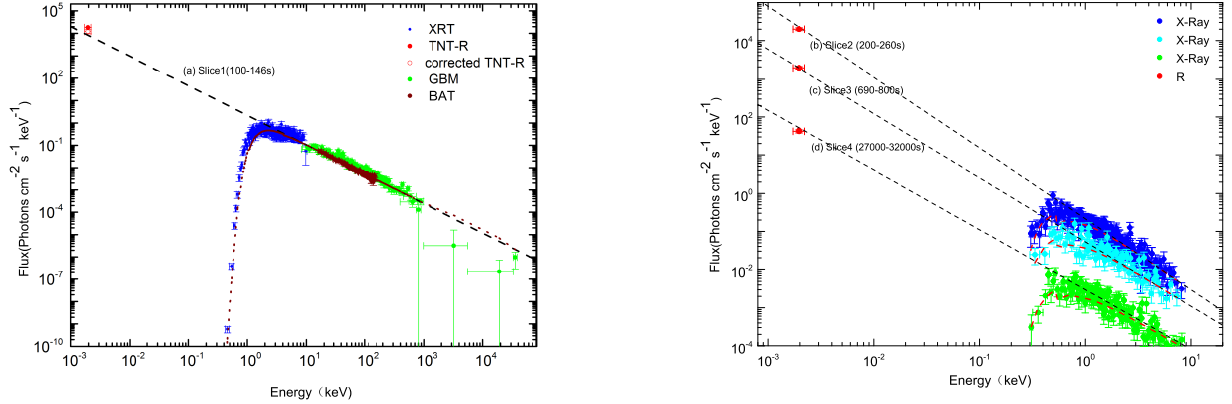 10^5
10^2
10^-1
10^-4
10^-7
10^-10
Flux(Photons cm^-2 s^-1 keV^-1)
(a) Slice1(100-146s)
XRT
TNT-R
corrected TNT-R
GBM
BAT
10^-3 10^-2 10^-1 10^0 10^1 10^2 10^3 10^4
Energy (keV)
10^4
10^2
10^0
10^-2
10^-4
Flux(Photons cm^-2 s^-1 keV^-1)
(b) Slice2 (200-260s)
(c) Slice3 (690-800s)
(d) Slice4 (27000-32000s)
X-Ray
X-Ray
X-Ray
R
10^-3 10^-2 10^-1 10^0 10^1
Energy (keV)